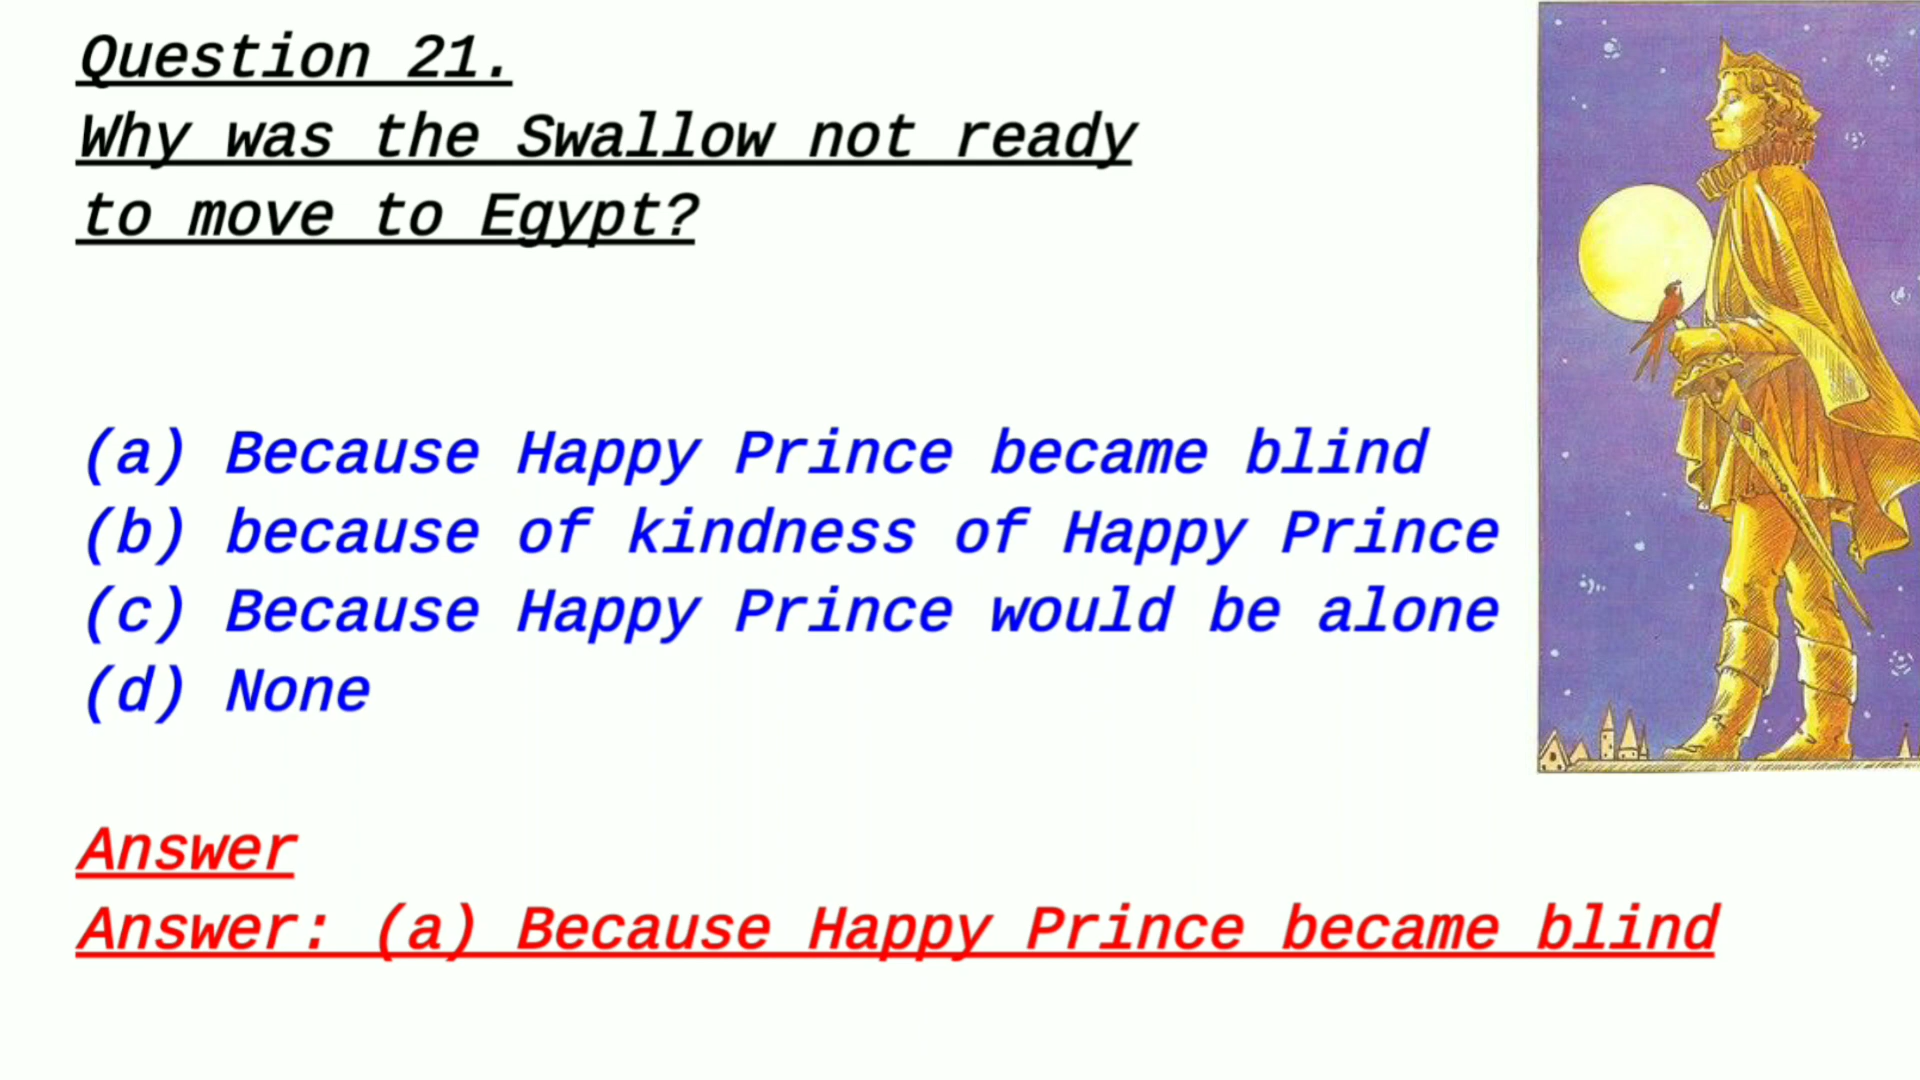 Question 21.
Why was the Swallow not ready
to move to Egypt?
(a) Because Happy Prince became blind
(b) because of kindness of Happy Prince
(c) Because Happy Prince would be alone
(d) None
Answer
Answer: (a) Because Happy Prince became blind